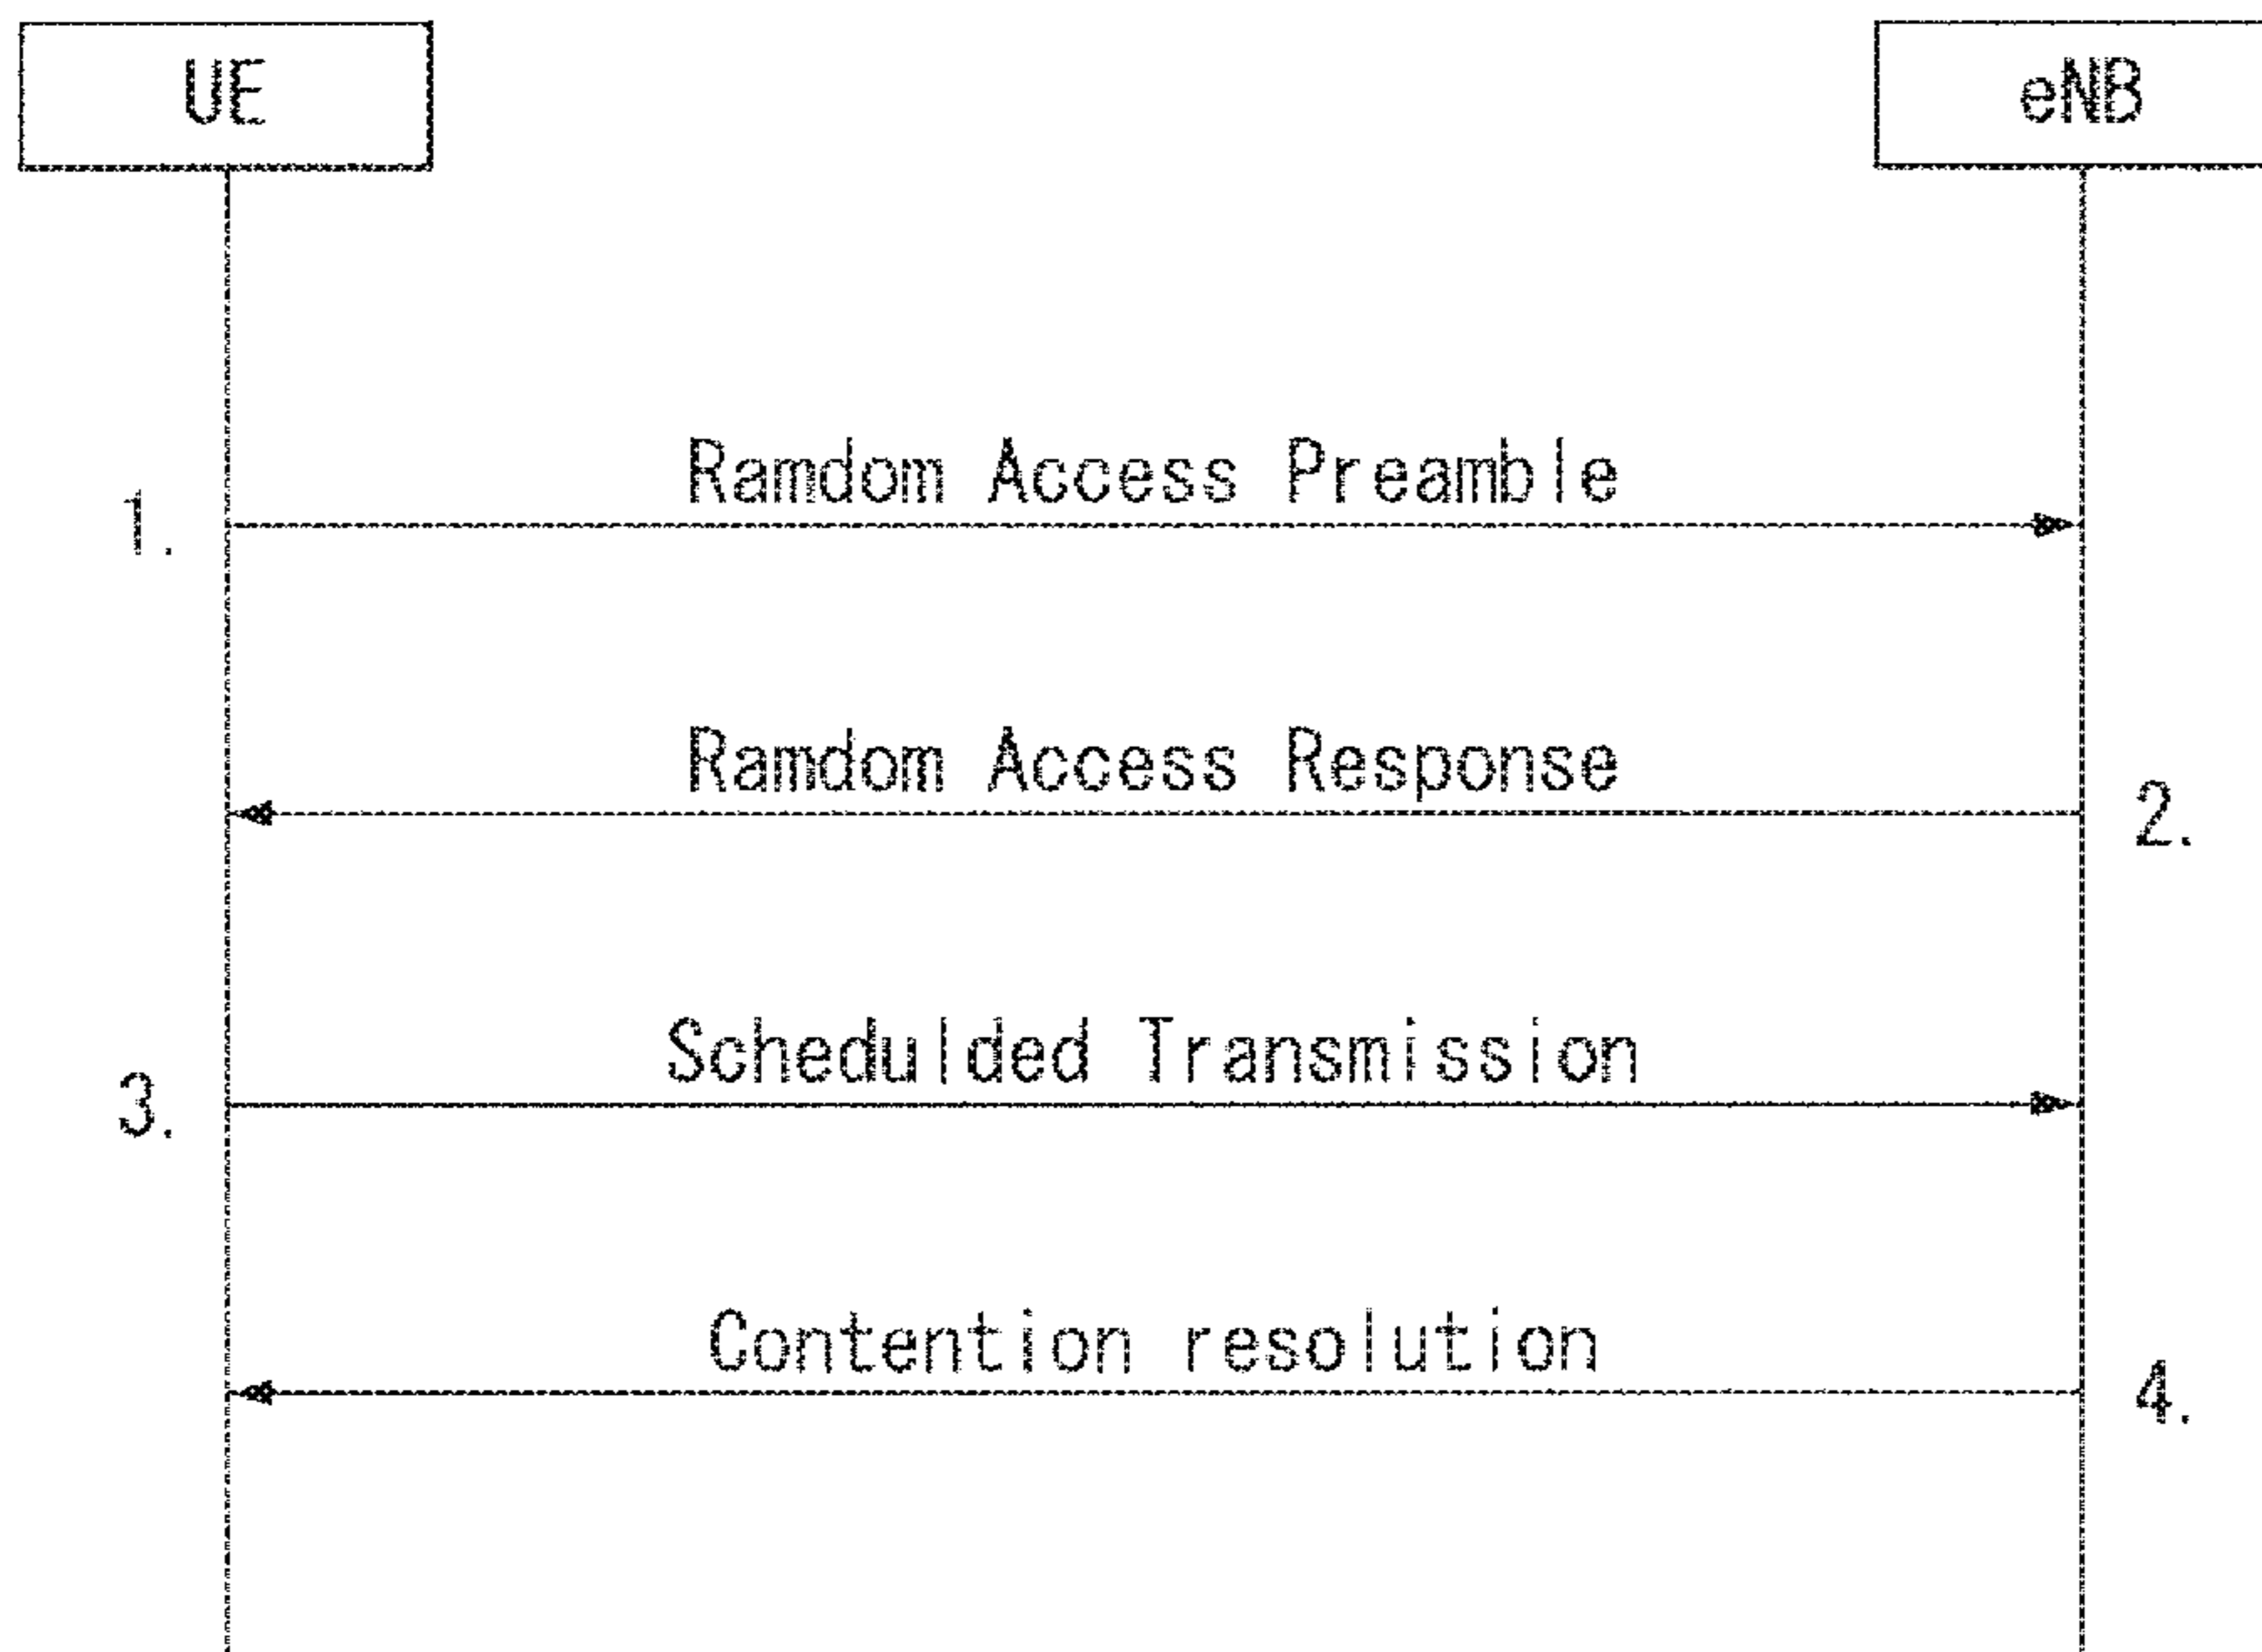 UE
eNB
Ramdom Access Preamble
1.
Ramdom Access Response
2.
Schedulded Transmission
3.
Contention resolution
4.